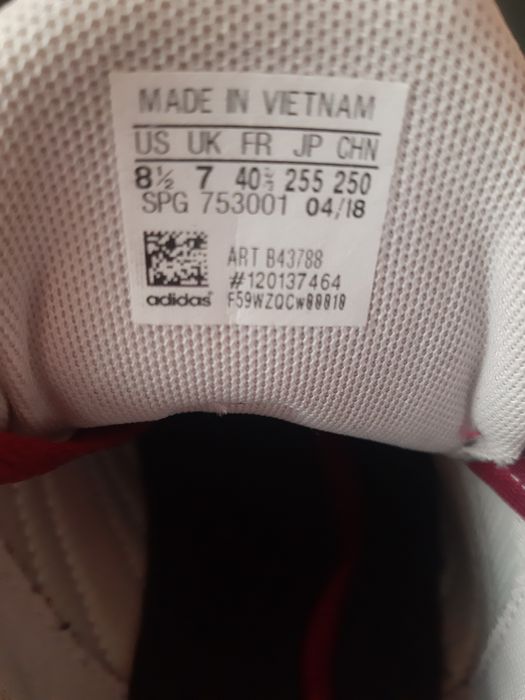 MADE IN VIETNAM
US UK FR JP CHN
8½ 7 40⅔ 255 250
SPG 753001 04/18
ART B43788
#120137464
adidas